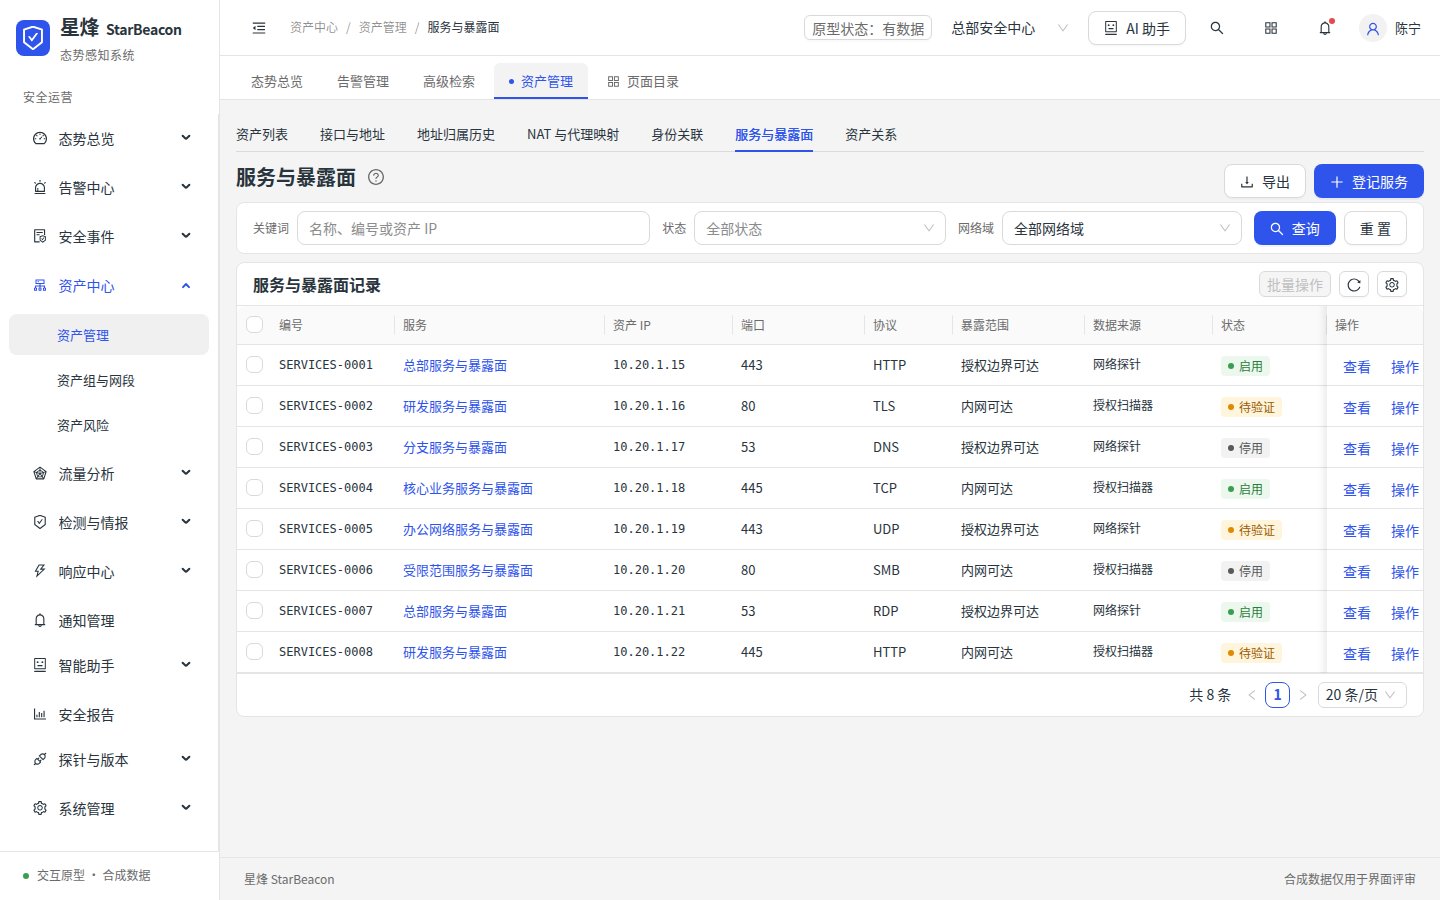 星烽 StarBeacon
态势感知系统
安全运营
态势总览
告警中心
安全事件
资产中心
资产管理
资产组与网段
资产风险
流量分析
检测与情报
响应中心
通知管理
智能助手
安全报告
探针与版本
系统管理
交互原型 · 合成数据
资产中心 / 资产管理 / 服务与暴露面
原型状态：有数据
总部安全中心
AI 助手
陈宁
态势总览 告警管理 高级检索 资产管理 页面目录
资产列表 接口与地址 地址归属历史 NAT 与代理映射 身份关联 服务与暴露面 资产关系
服务与暴露面
导出
登记服务
关键词 名称、编号或资产 IP 状态 全部状态 网络域 全部网络域 查询 重 置
服务与暴露面记录
批量操作
编号 服务 资产 IP 端口 协议 暴露范围 数据来源 状态 操作
SERVICES-0001 总部服务与暴露面 10.20.1.15 443 HTTP 授权边界可达 网络探针 启用 查看 操作
SERVICES-0002 研发服务与暴露面 10.20.1.16 80 TLS 内网可达 授权扫描器 待验证 查看 操作
SERVICES-0003 分支服务与暴露面 10.20.1.17 53 DNS 授权边界可达 网络探针 停用 查看 操作
SERVICES-0004 核心业务服务与暴露面 10.20.1.18 445 TCP 内网可达 授权扫描器 启用 查看 操作
SERVICES-0005 办公网络服务与暴露面 10.20.1.19 443 UDP 授权边界可达 网络探针 待验证 查看 操作
SERVICES-0006 受限范围服务与暴露面 10.20.1.20 80 SMB 内网可达 授权扫描器 停用 查看 操作
SERVICES-0007 总部服务与暴露面 10.20.1.21 53 RDP 授权边界可达 网络探针 启用 查看 操作
SERVICES-0008 研发服务与暴露面 10.20.1.22 445 HTTP 内网可达 授权扫描器 待验证 查看 操作
共 8 条 1 20 条/页
星烽 StarBeacon
合成数据仅用于界面评审